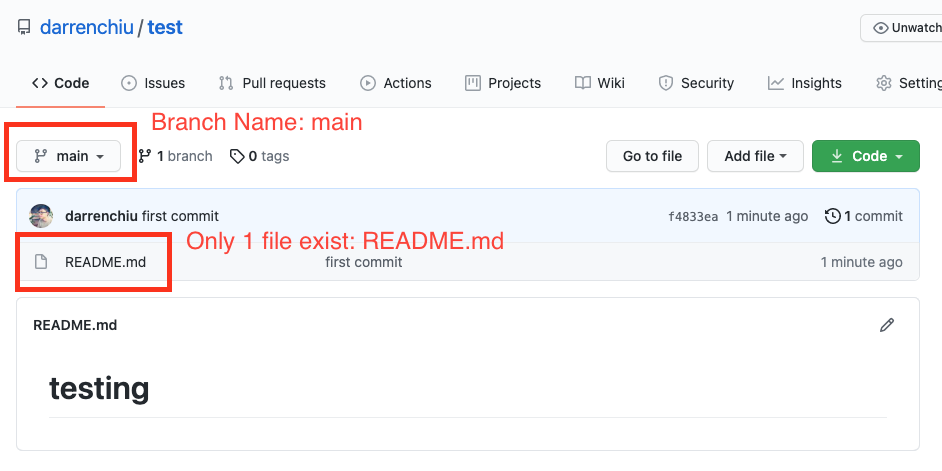 darrenchiu / test
Unwatch
Code Issues Pull requests Actions Projects Wiki Security Insights Setting
Branch Name: main
main 1 branch 0 tags Go to file Add file Code
darrenchiu first commit f4833ea 1 minute ago 1 commit
Only 1 file exist: README.md
README.md first commit 1 minute ago
README.md
testing